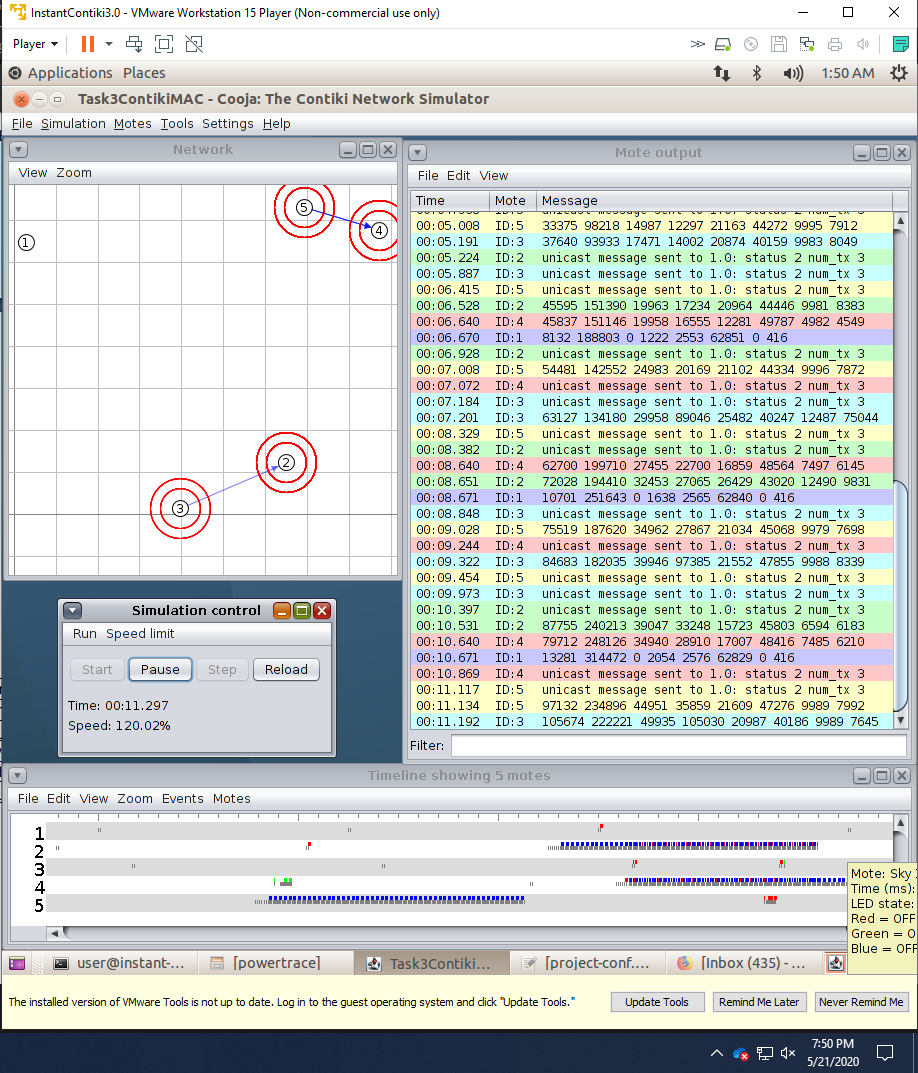 InstantContiki3.0 - VMware Workstation 15 Player (Non-commercial use only)
Player
Applications Places 1:50 AM
Task3ContikiMAC - Cooja: The Contiki Network Simulator
File Simulation Motes Tools Settings Help
Network
View Zoom
1
5
4
2
3
Mote output
File Edit View
Time Mote Message
unicast message sent to 1.0: status 2 num_tx 3
00:05.008 ID:5 33375 98218 14987 12297 21163 44272 9995 7912
00:05.191 ID:3 37640 93933 17471 14002 20874 40159 9983 8049
00:05.224 ID:2 unicast message sent to 1.0: status 2 num_tx 3
00:05.887 ID:3 unicast message sent to 1.0: status 2 num_tx 3
00:06.415 ID:5 unicast message sent to 1.0: status 2 num_tx 3
00:06.528 ID:2 45595 151390 19963 17234 20964 44446 9981 8383
00:06.640 ID:4 45837 151146 19958 16555 12281 49787 4982 4549
00:06.670 ID:1 8132 188803 0 1222 2553 62851 0 416
00:06.928 ID:2 unicast message sent to 1.0: status 2 num_tx 3
00:07.008 ID:5 54481 142552 24983 20169 21102 44334 9996 7872
00:07.072 ID:4 unicast message sent to 1.0: status 2 num_tx 3
00:07.184 ID:3 unicast message sent to 1.0: status 2 num_tx 3
00:07.201 ID:3 63127 134180 29958 89046 25482 40247 12487 75044
00:08.329 ID:5 unicast message sent to 1.0: status 2 num_tx 3
00:08.382 ID:2 unicast message sent to 1.0: status 2 num_tx 3
00:08.640 ID:4 62700 199710 27455 22700 16859 48564 7497 6145
00:08.651 ID:2 72028 194410 32453 27065 26429 43020 12490 9831
00:08.671 ID:1 10701 251643 0 1638 2565 62840 0 416
00:08.848 ID:3 unicast message sent to 1.0: status 2 num_tx 3
00:09.028 ID:5 75519 187620 34962 27867 21034 45068 9979 7698
00:09.244 ID:4 unicast message sent to 1.0: status 2 num_tx 3
00:09.322 ID:3 84683 182035 39946 97385 21552 47855 9988 8339
00:09.454 ID:5 unicast message sent to 1.0: status 2 num_tx 3
00:09.973 ID:3 unicast message sent to 1.0: status 2 num_tx 3
00:10.397 ID:2 unicast message sent to 1.0: status 2 num_tx 3
00:10.531 ID:2 87755 240213 39047 33248 15723 45803 6594 6183
00:10.640 ID:4 79712 248126 34940 28910 17007 48416 7485 6210
00:10.671 ID:1 13281 314472 0 2054 2576 62829 0 416
00:10.869 ID:4 unicast message sent to 1.0: status 2 num_tx 3
00:11.117 ID:5 unicast message sent to 1.0: status 2 num_tx 3
00:11.134 ID:5 97132 234896 44951 35859 21609 47276 9989 7992
00:11.192 ID:3 105674 222221 49935 105030 20987 40186 9989 7645
Filter:
Simulation control
Run Speed limit
Start Pause Step Reload
Time: 00:11.297
Speed: 120.02%
Timeline showing 5 motes
File Edit View Zoom Events Motes
1
2
3
4
5
Mote: Sky
Time (ms):
LED state:
Red = OFF
Green = O
Blue = OFF
user@instant-... [powertrace] Task3Contiki... [project-conf.... [Inbox (435) - ...
The installed version of VMware Tools is not up to date. Log in to the guest operating system and click "Update Tools."
Update Tools Remind Me Later Never Remind Me
7:50 PM
5/21/2020